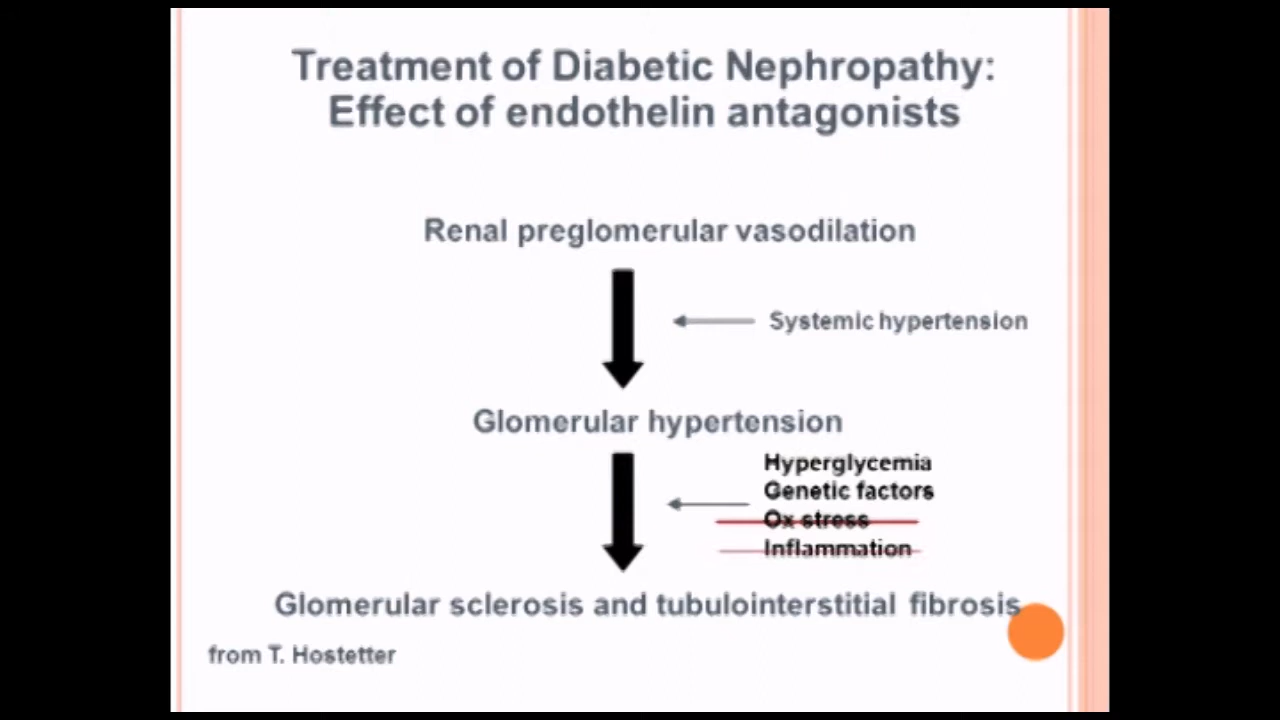 Treatment of Diabetic Nephropathy:
Effect of endothelin antagonists
Renal preglomerular vasodilation
Systemic hypertension
Glomerular hypertension
Hyperglycemia
Genetic factors
Ox stress
Inflammation
Glomerular sclerosis and tubulointerstitial fibrosis
from T. Hostetter